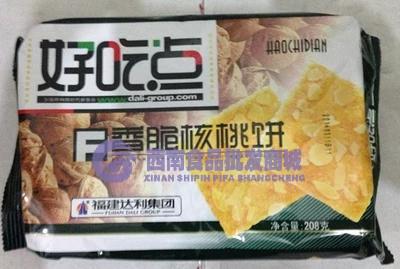 好吃点
HAOCHIDIAN
www.dali-group.com
香脆核桃饼
西南食品批发商城
XINAN SHIPIN PIFA SHANGCHENG
福建达利集团
FUJIAN DALI GROUP
净含量:208克